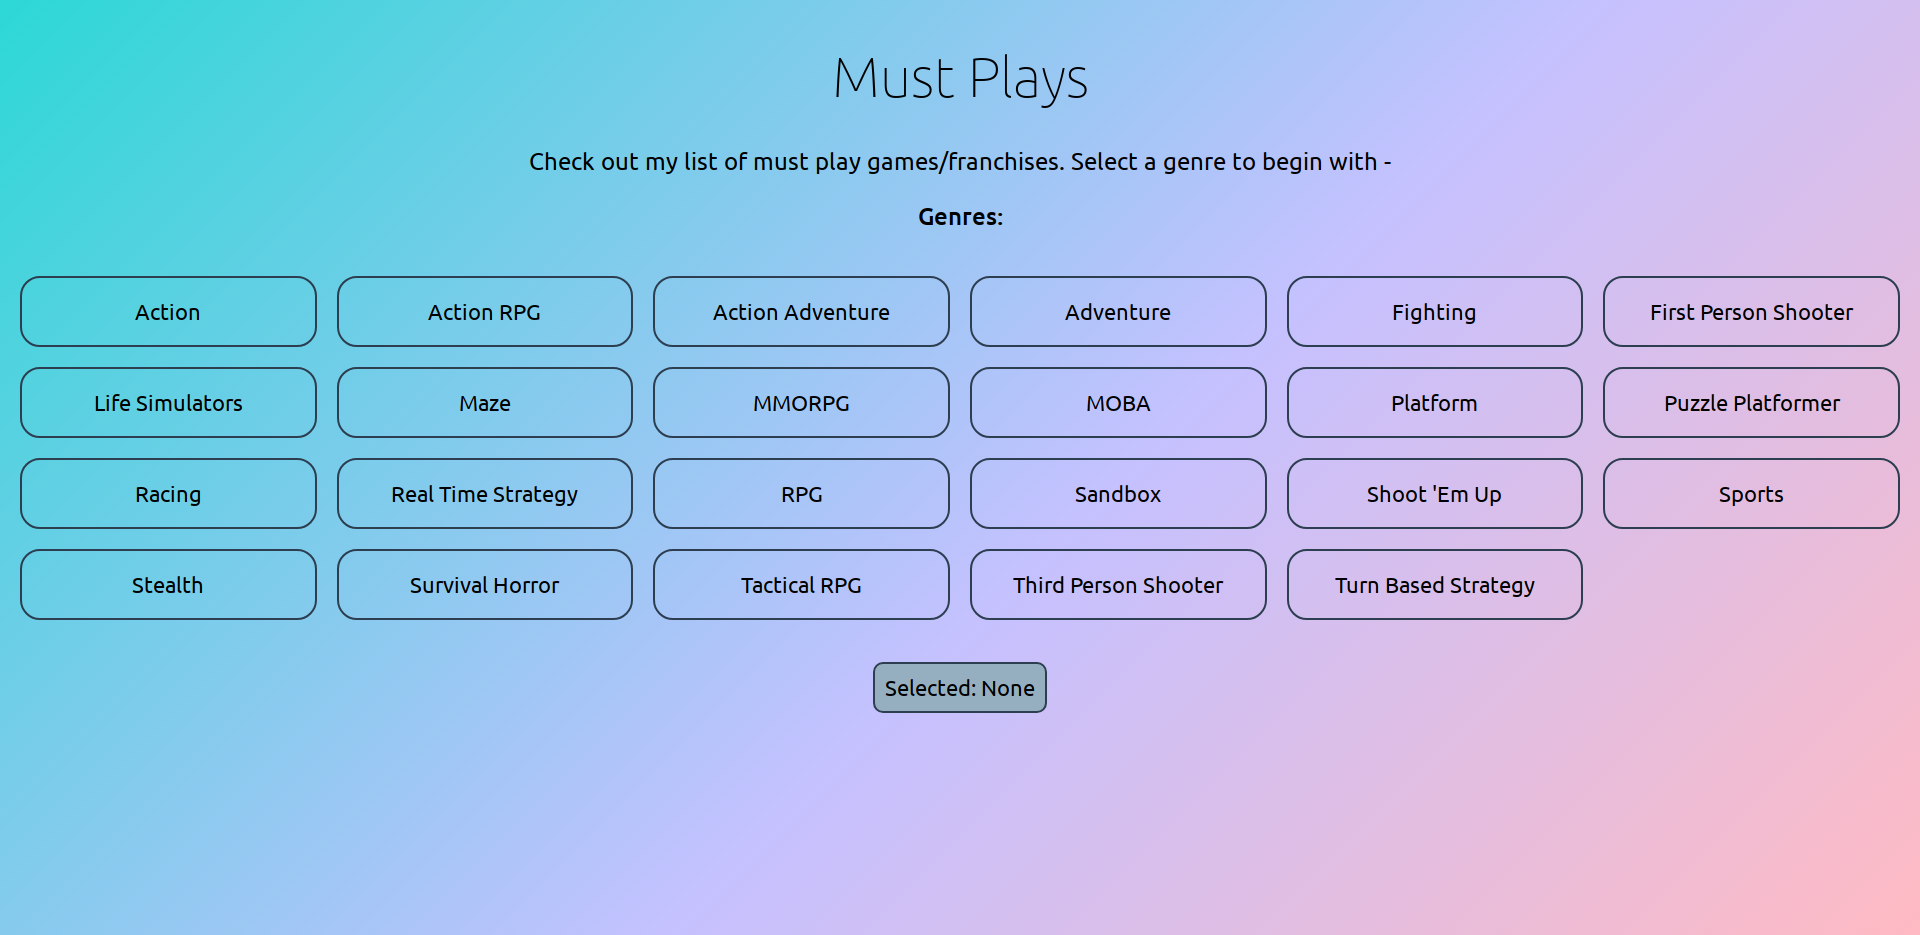 Must Plays
Check out my list of must play games/franchises. Select a genre to begin with -
Genres:
Action
Action RPG
Action Adventure
Adventure
Fighting
First Person Shooter
Life Simulators
Maze
MMORPG
MOBA
Platform
Puzzle Platformer
Racing
Real Time Strategy
RPG
Sandbox
Shoot 'Em Up
Sports
Stealth
Survival Horror
Tactical RPG
Third Person Shooter
Turn Based Strategy
Selected: None